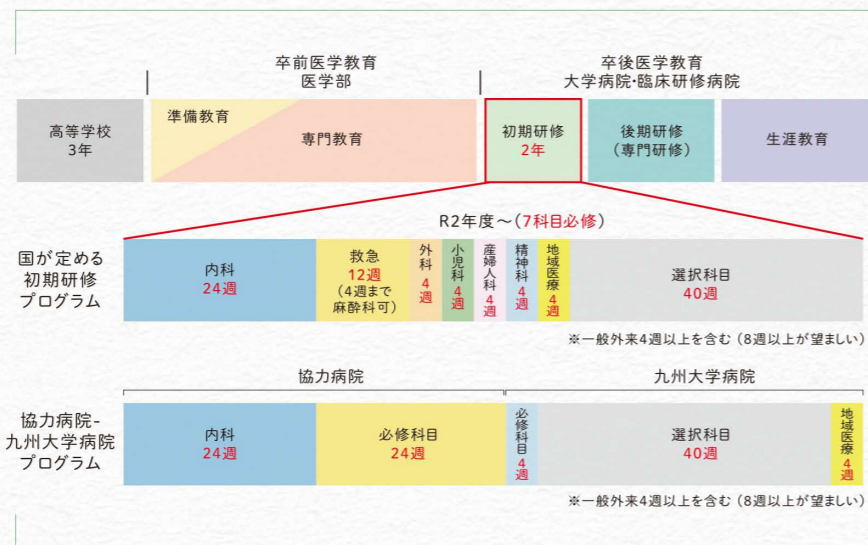 卒前医学教育
医学部
卒後医学教育
大学病院・臨床研修病院
高等学校
3年
準備教育
専門教育
初期研修
2年
後期研修
(専門研修)
生涯教育
R2年度～(7科目必修)
国が定める
初期研修
プログラム
内科
24週
救急
12週
(4週まで
麻酔科可)
外科
4週
小児科
4週
産婦人科
4週
精神科
4週
地域医療
4週
選択科目
40週
※一般外来4週以上を含む（8週以上が望ましい）
協力病院
九州大学病院
協力病院-
九州大学病院
プログラム
内科
24週
必修科目
24週
必修科目
4週
選択科目
40週
地域医療
4週
※一般外来4週以上を含む（8週以上が望ましい）